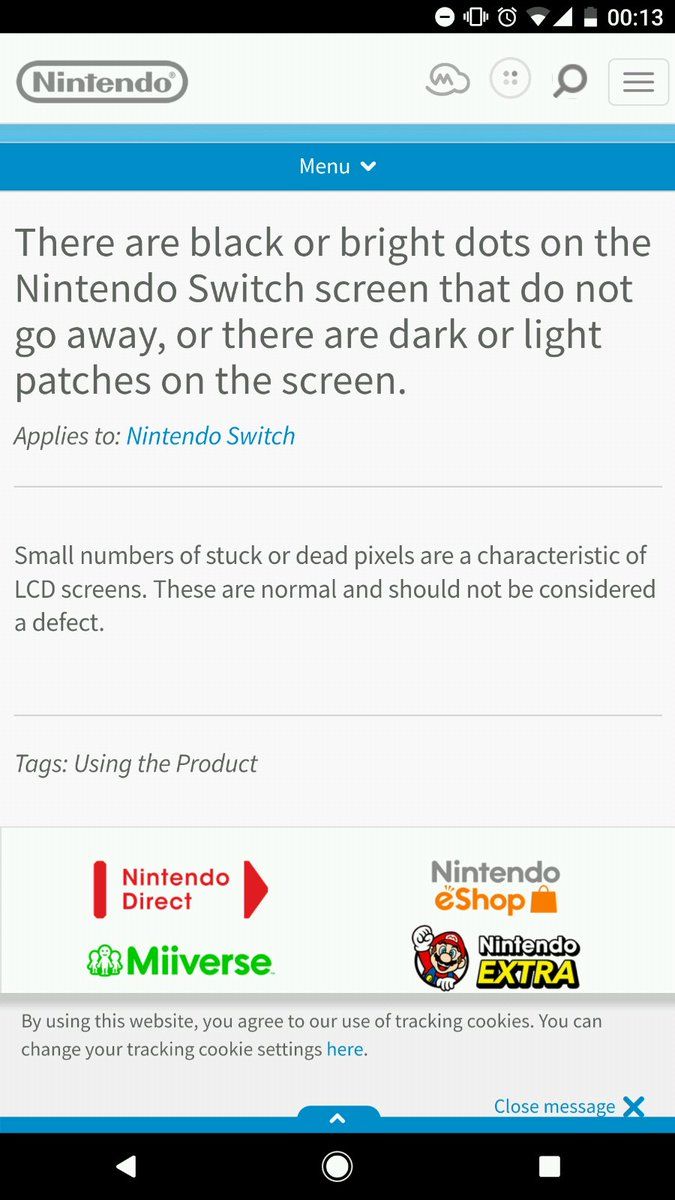 00:13
Nintendo®
Menu
There are black or bright dots on the
Nintendo Switch screen that do not
go away, or there are dark or light
patches on the screen.
Applies to: Nintendo Switch
Small numbers of stuck or dead pixels are a characteristic of
LCD screens. These are normal and should not be considered
a defect.
Tags: Using the Product
Nintendo
Direct
Nintendo
eShop
Miiverse™
Nintendo
EXTRA
By using this website, you agree to our use of tracking cookies. You can
change your tracking cookie settings here.
Close message